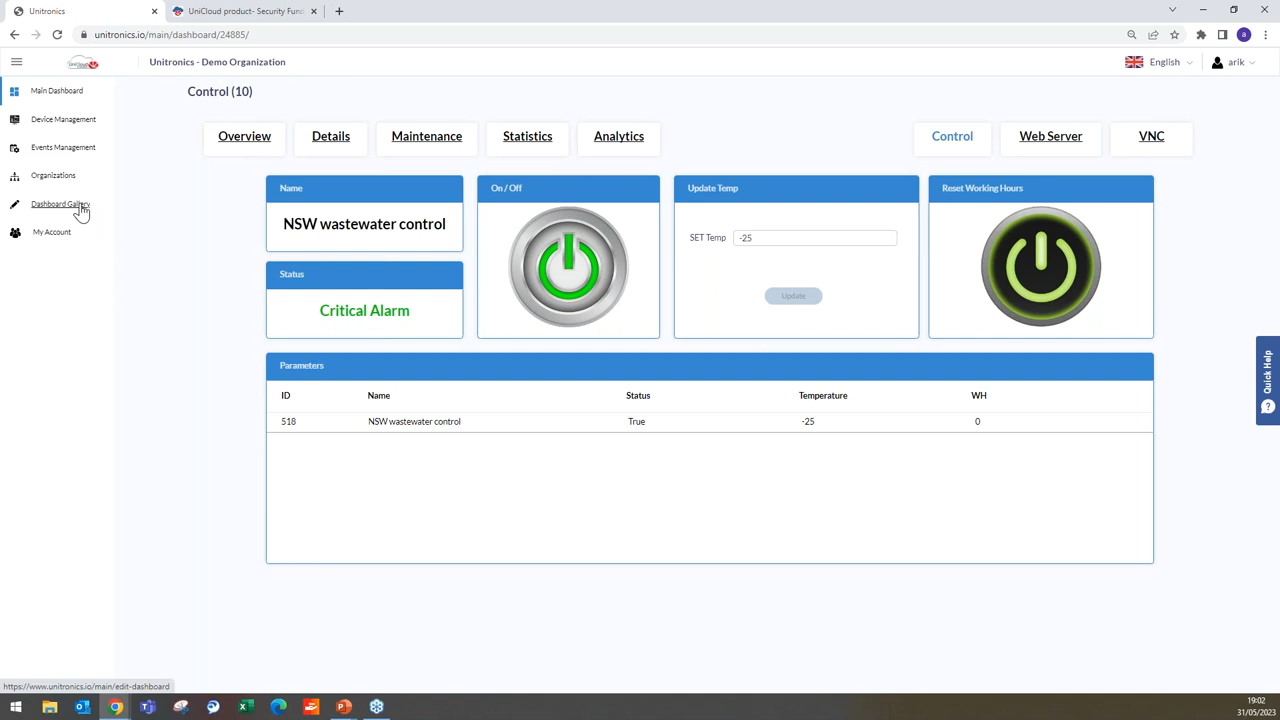 Unitronics
UniCloud product- Security Fund
unitronics.io/main/dashboard/24885/
a
UniCloud
Unitronics - Demo Organization
English
arik
Main Dashboard
Device Management
Events Management
Organizations
Dashboard Gallery
My Account
Control (10)
Overview
Details
Maintenance
Statistics
Analytics
Control
Web Server
VNC
Name
NSW wastewater control
Status
Critical Alarm
On / Off
Update Temp
SET Temp
-25
Update
Reset Working Hours
Parameters
ID Name Status Temperature WH
518 NSW wastewater control True -25 0
Quick Help
?
https://www.unitronics.io/main/edit-dashboard
19:02
31/05/2023